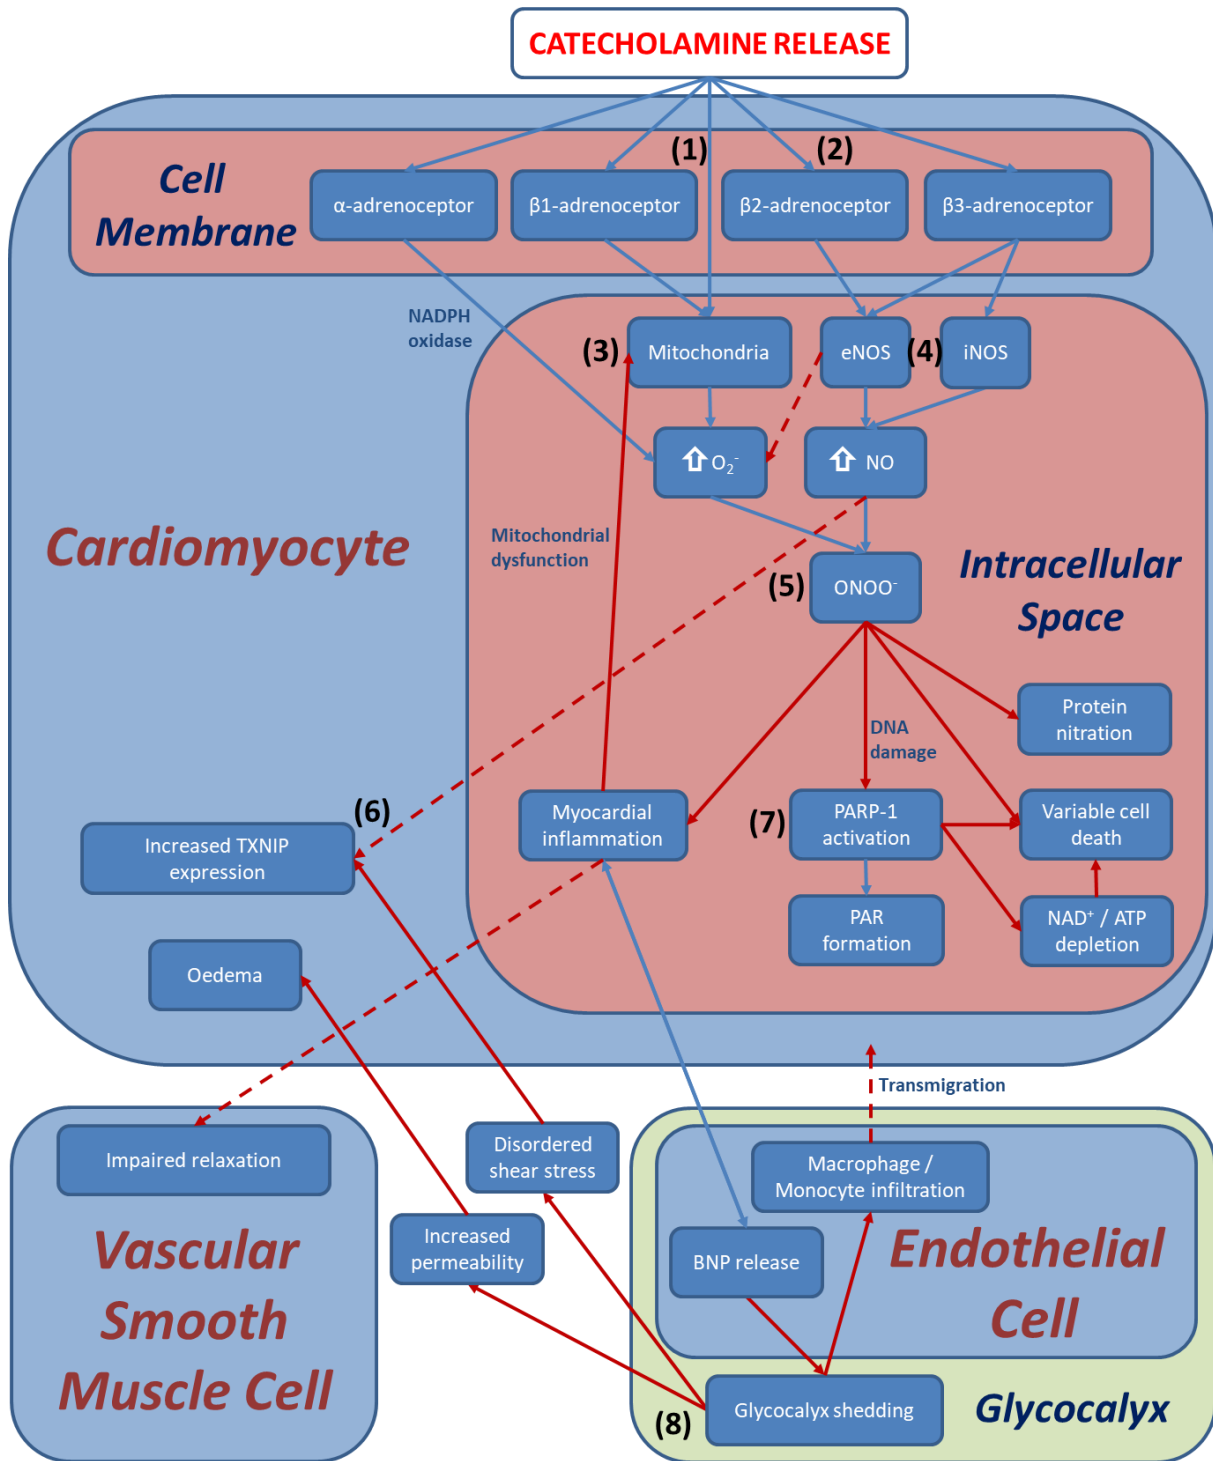 CATECHOLAMINE RELEASE
(1)
(2)
Cell
Membrane
α-adrenoceptor
β1-adrenoceptor
β2-adrenoceptor
β3-adrenoceptor
NADPH
oxidase
(3)
Mitochondria
eNOS
(4)
iNOS
⇧ O₂⁻
⇧ NO
Cardiomyocyte
Mitochondrial
dysfunction
(5)
ONOO⁻
Intracellular
Space
Protein
nitration
DNA
damage
(6)
Increased TXNIP
expression
Myocardial
inflammation
(7)
PARP-1
activation
Variable cell
death
PAR
formation
NAD⁺ / ATP
depletion
Oedema
Transmigration
Impaired relaxation
Disordered
shear stress
Macrophage /
Monocyte infiltration
Increased
permeability
BNP release
Endothelial
Cell
Vascular
Smooth
Muscle Cell
(8)
Glycocalyx shedding
Glycocalyx